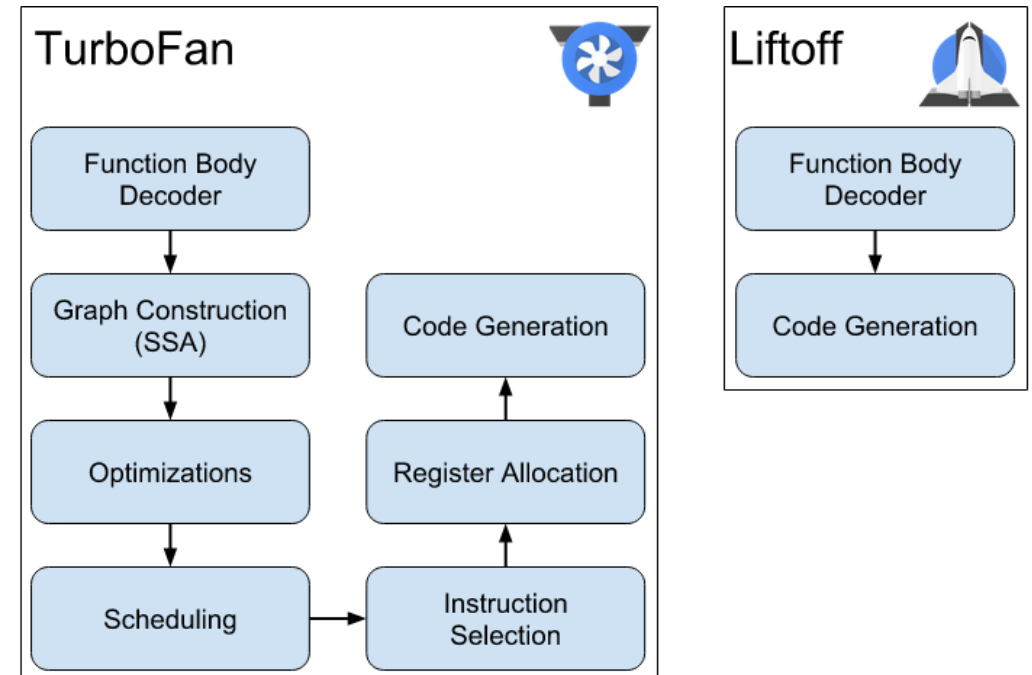 TurboFan
Function Body
Decoder
Graph Construction
(SSA)
Optimizations
Scheduling
Instruction
Selection
Register Allocation
Code Generation
Liftoff
Function Body
Decoder
Code Generation